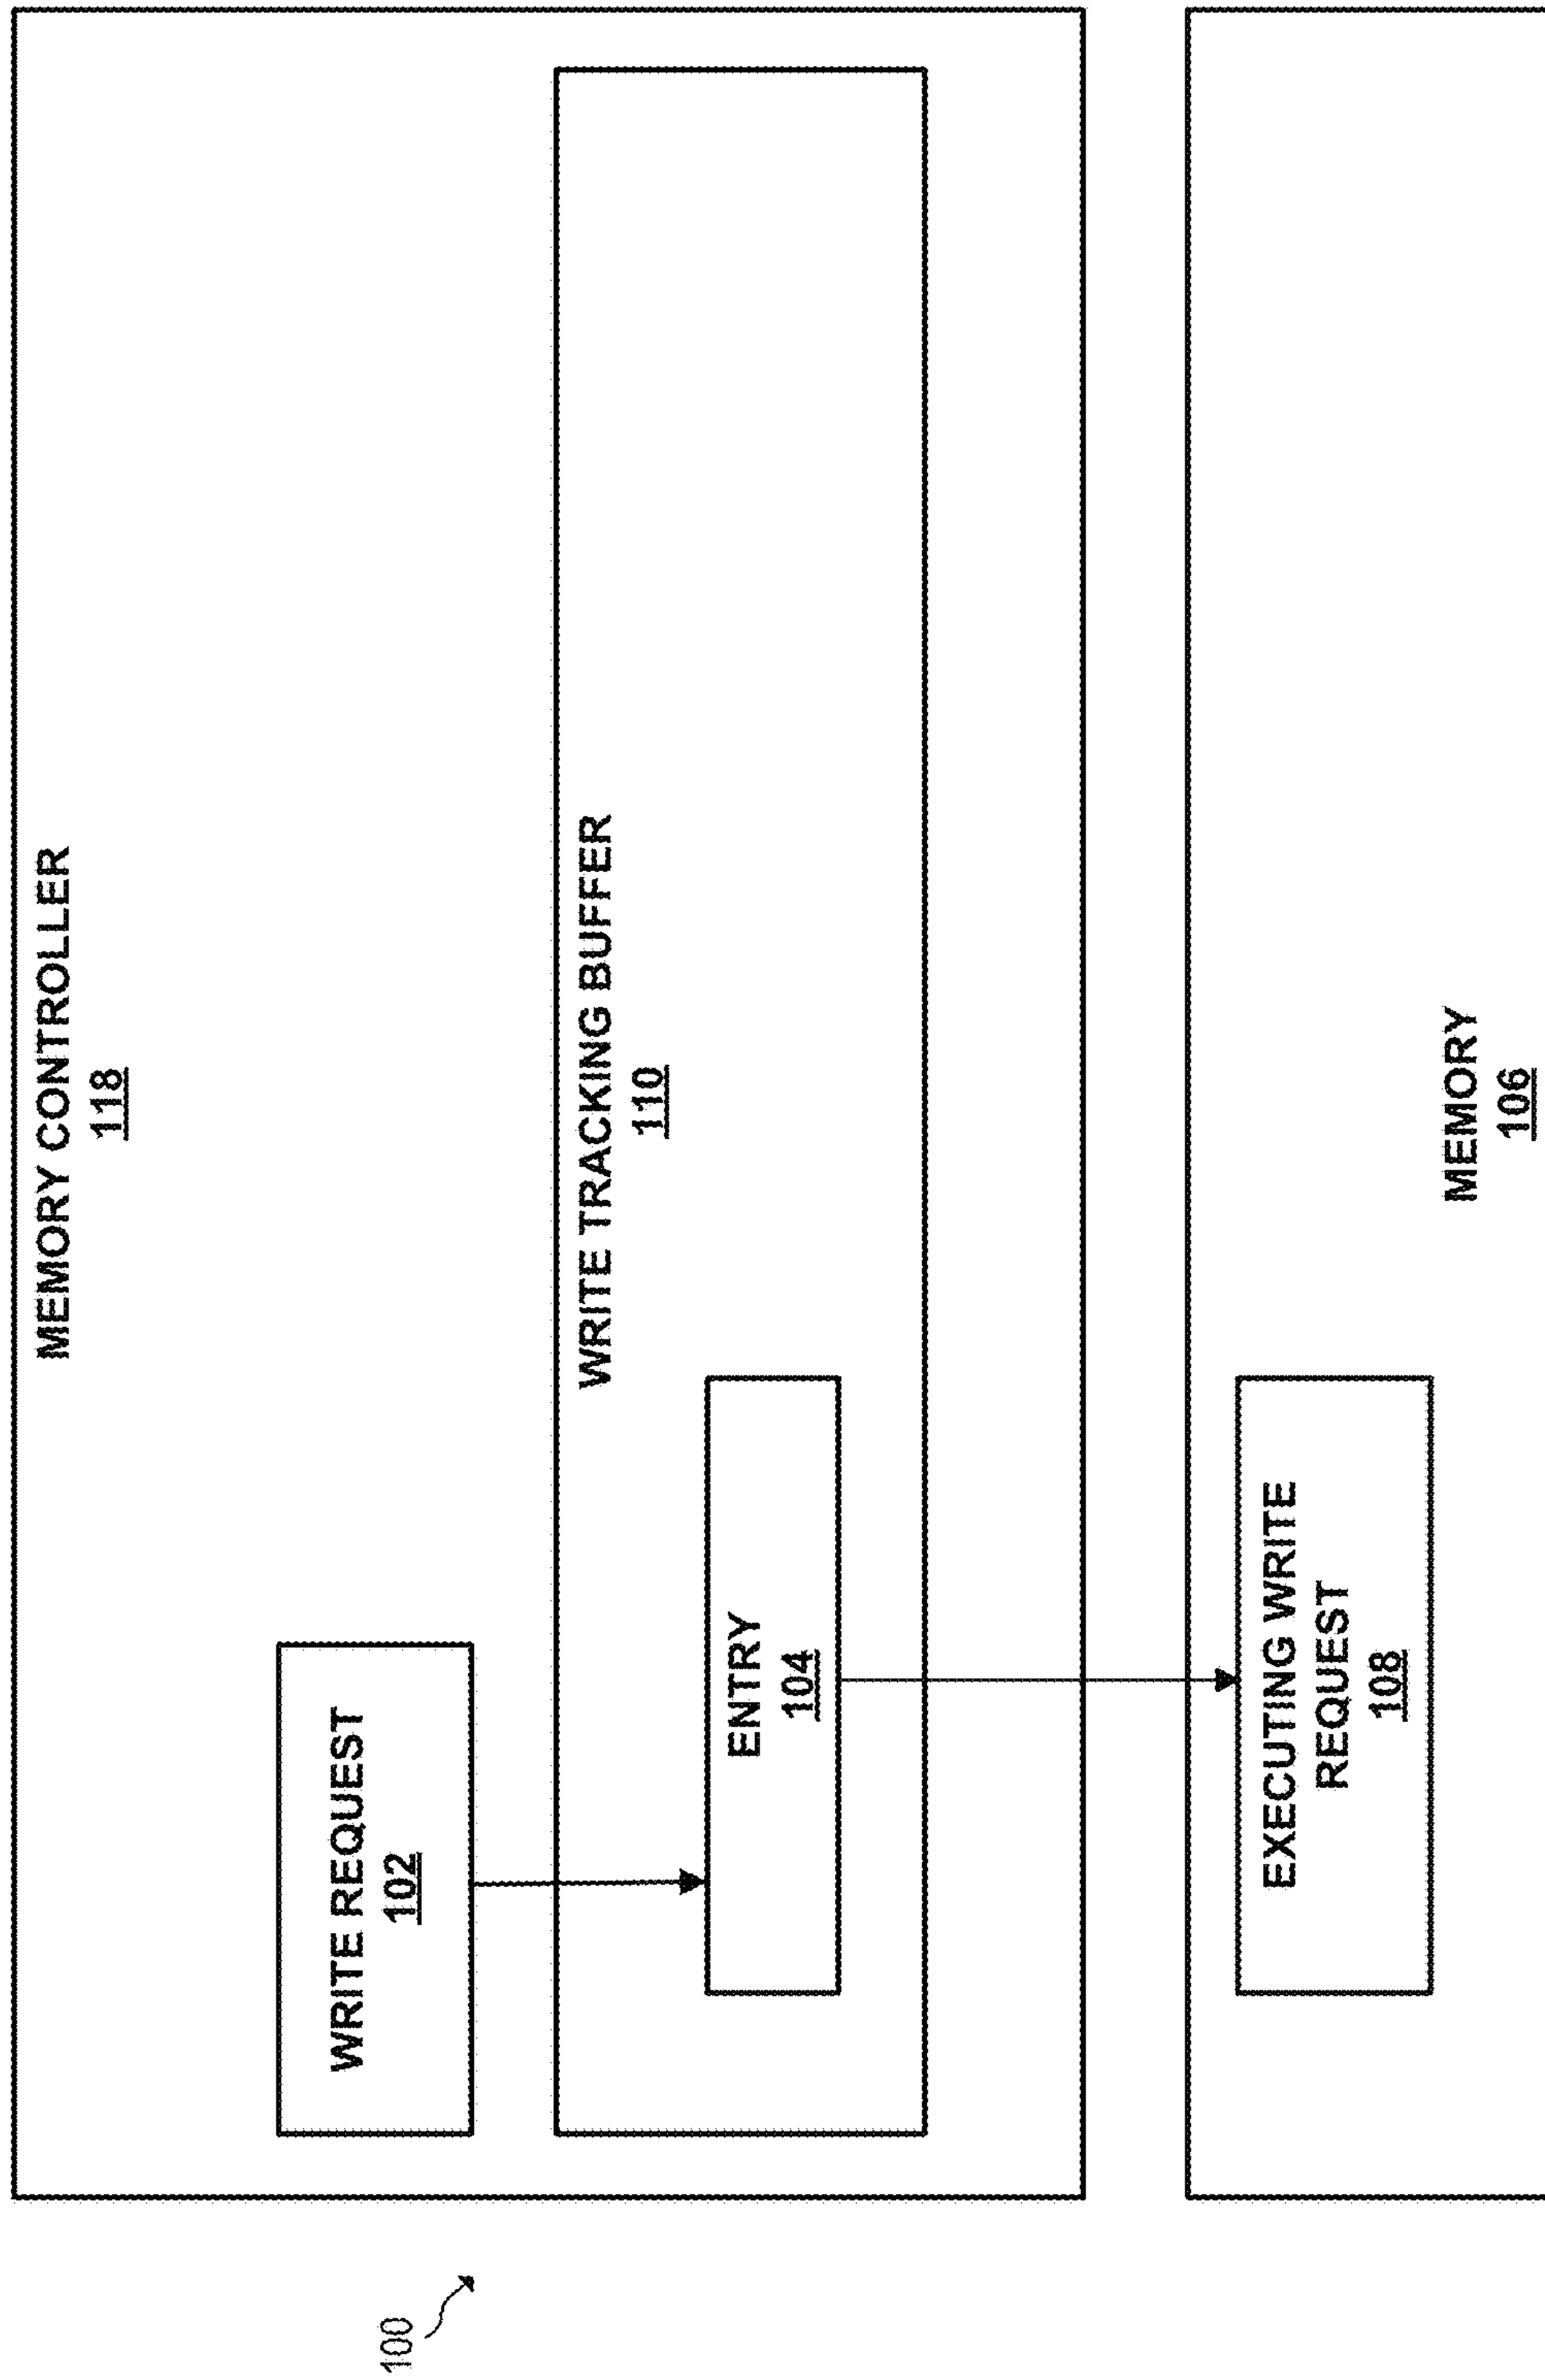 100
MEMORY CONTROLLER
118
WRITE REQUEST
102
WRITE TRACKING BUFFER
110
ENTRY
104
EXECUTING WRITE
REQUEST
108
MEMORY
106